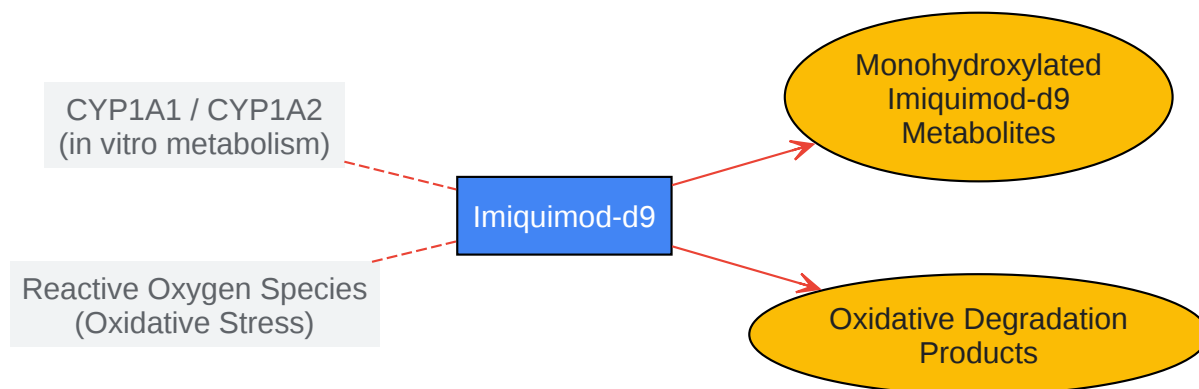 CYP1A1 / CYP1A2
(in vitro metabolism)
Reactive Oxygen Species
(Oxidative Stress)
Imiquimod-d9
Monohydroxylated
Imiquimod-d9
Metabolites
Oxidative Degradation
Products